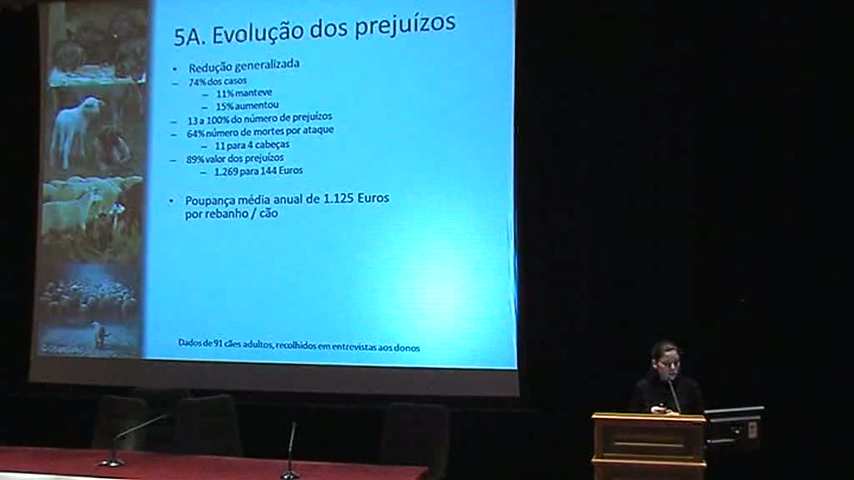 5A. Evolução dos prejuízos
• Redução generalizada
– 74% dos casos
– 11% manteve
– 15% aumentou
– 13 a 100% do número de prejuízos
– 64% número de mortes por ataque
– 11 para 4 cabeças
– 89% valor dos prejuízos
– 1.269 para 144 Euros
• Poupança média anual de 1.125 Euros
por rebanho / cão
Dados de 91 cães adultos, recolhidos em entrevistas aos donos